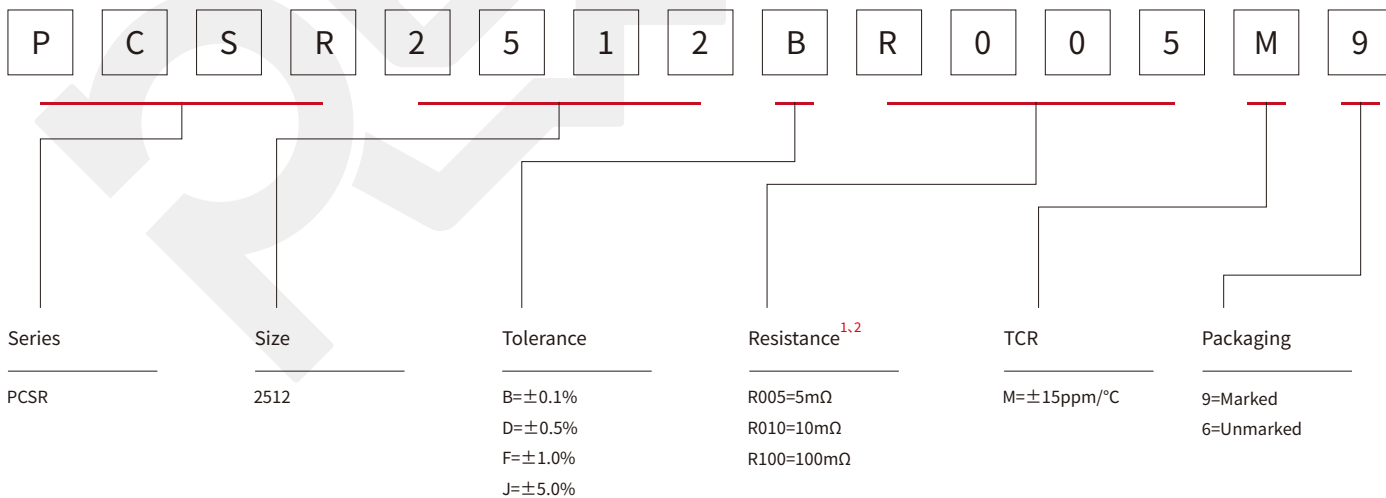 P C S R 2 5 1 2 B R 0 0 5 M 9
Series Size Tolerance Resistance1、2 TCR Packaging
PCSR 2512 B=±0.1% R005=5mΩ M=±15ppm/°C 9=Marked
D=±0.5% R010=10mΩ 6=Unmarked
F=±1.0% R100=100mΩ
J=±5.0%